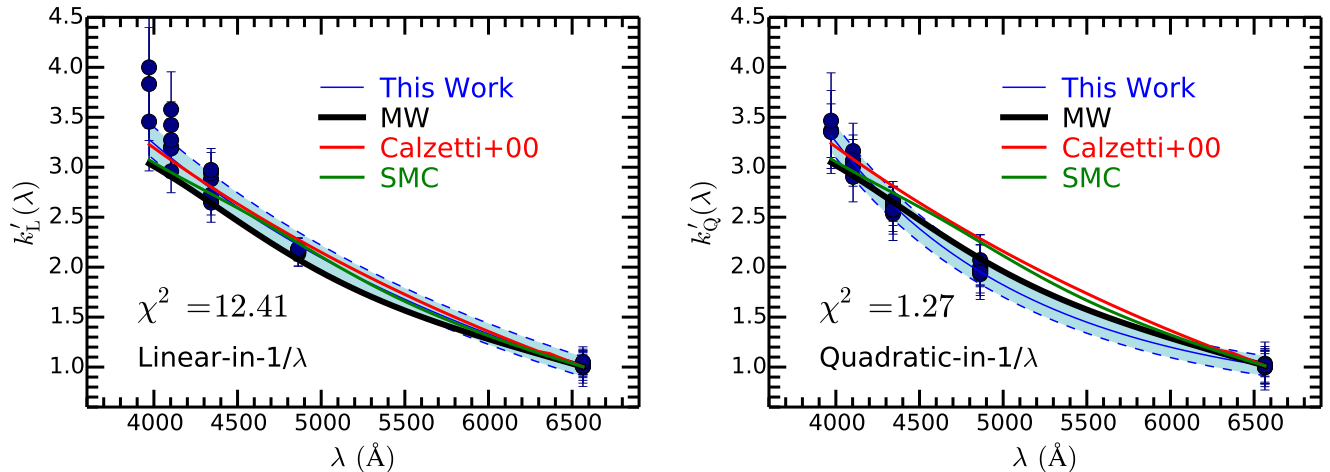 4.5
4.0
3.5
3.0
2.5
2.0
1.5
1.0
k′L(λ)
This Work
MW
Calzetti+00
SMC
χ² =12.41
Linear-in-1/λ
4000 4500 5000 5500 6000 6500
λ (Å)
4.5
4.0
3.5
3.0
2.5
2.0
1.5
1.0
k′Q(λ)
This Work
MW
Calzetti+00
SMC
χ² =1.27
Quadratic-in-1/λ
4000 4500 5000 5500 6000 6500
λ (Å)